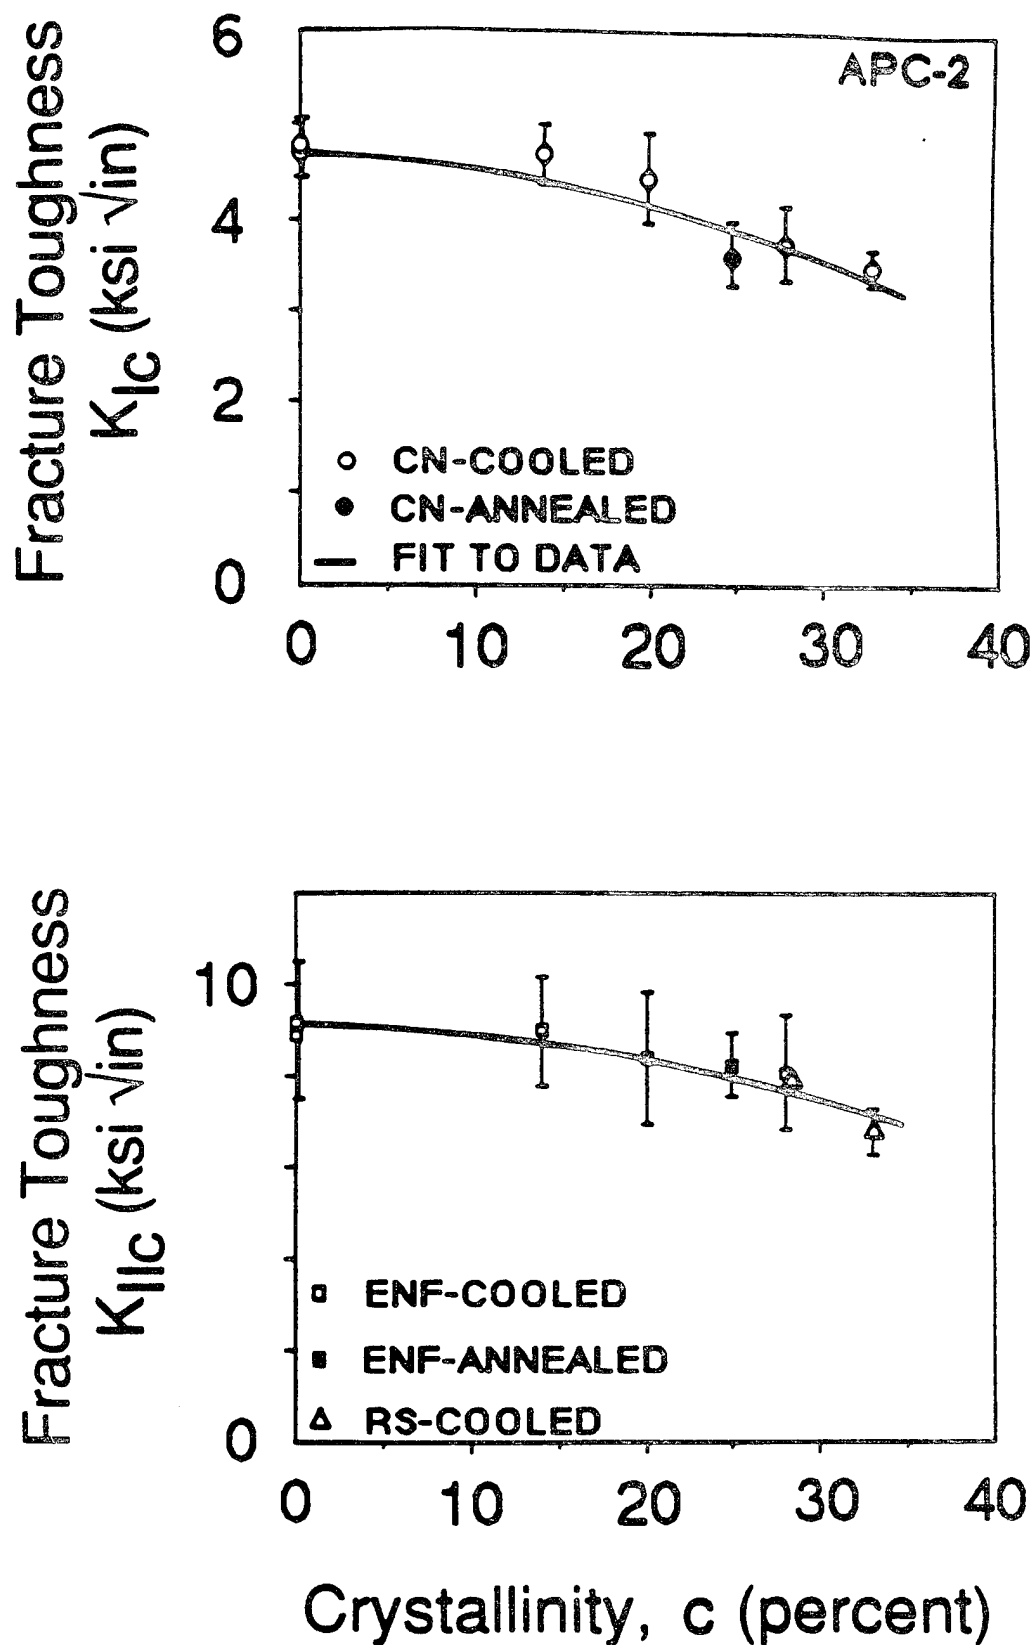 Fracture Toughness
K_Ic (ksi √in)
6
4
2
0
APC-2
CN-COOLED
CN-ANNEALED
FIT TO DATA
0 10 20 30 40
Fracture Toughness
K_IIc (ksi √in)
10
0
ENF-COOLED
ENF-ANNEALED
RS-COOLED
0 10 20 30 40
Crystallinity, c (percent)